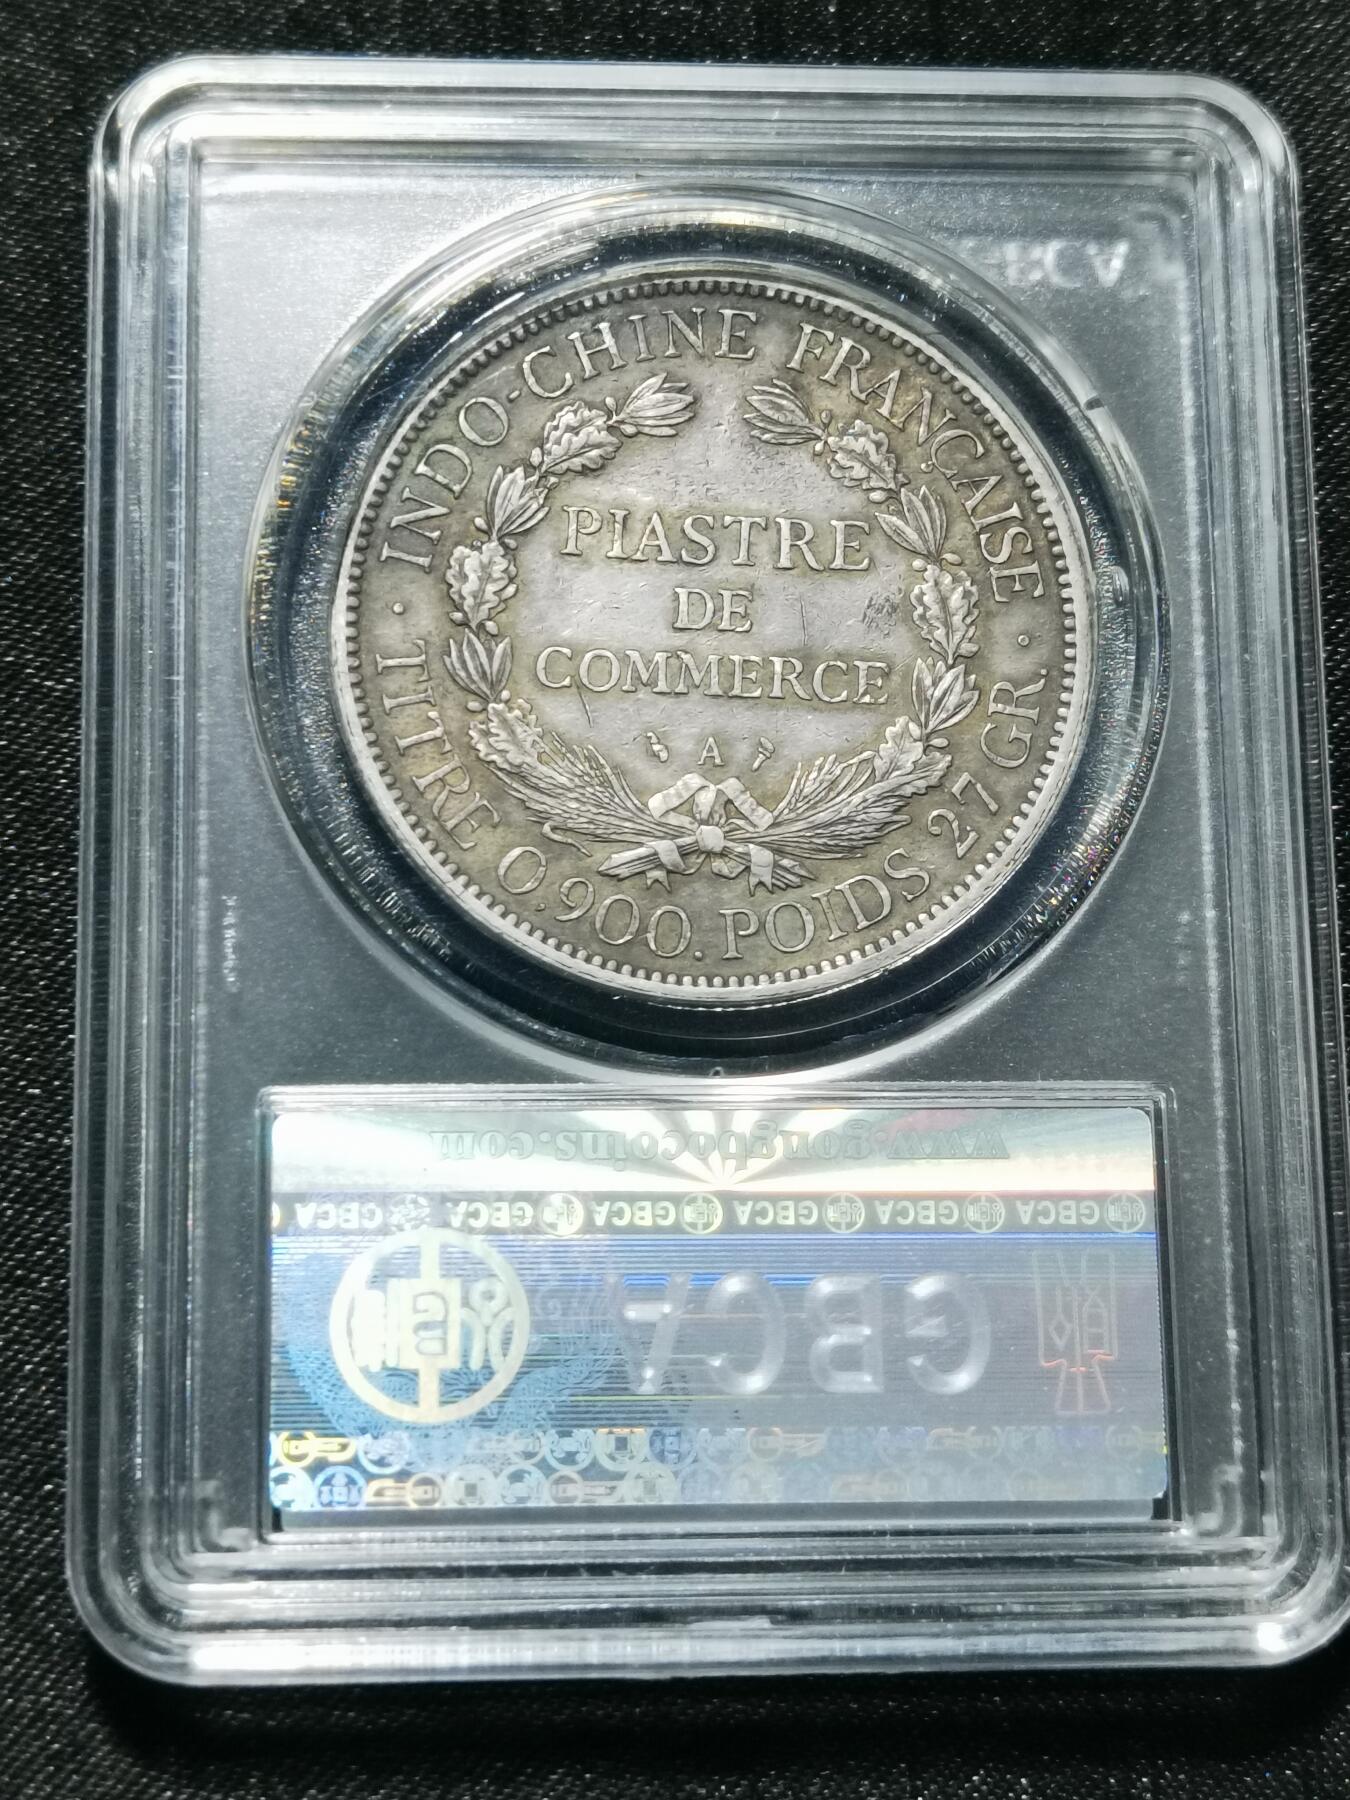 GBCA
INDO-CHINE FRANÇAISE
PIASTRE
DE
COMMERCE
A
· TITRE 0,900. POIDS 27 GR. ·
www.gongbocoins.com
GBCA GBCA GBCA GBCA GBCA GBCA
GBCA